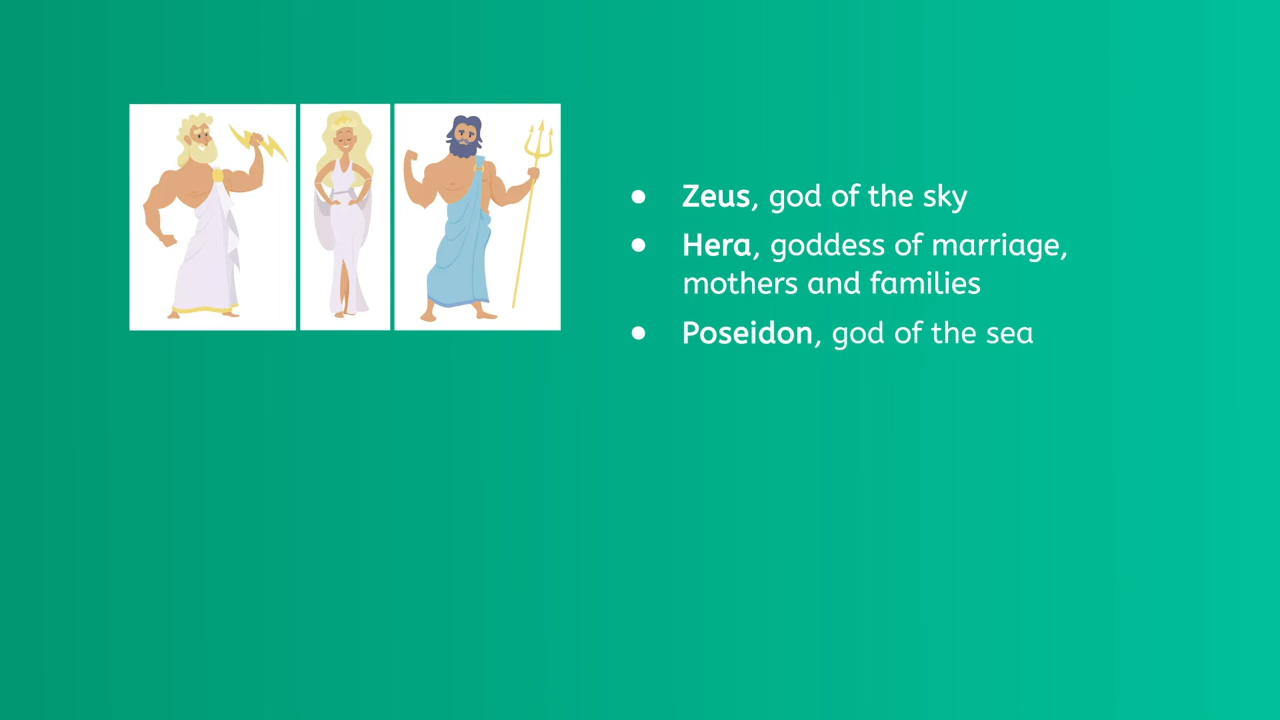 ● Zeus, god of the sky
● Hera, goddess of marriage,
mothers and families
● Poseidon, god of the sea